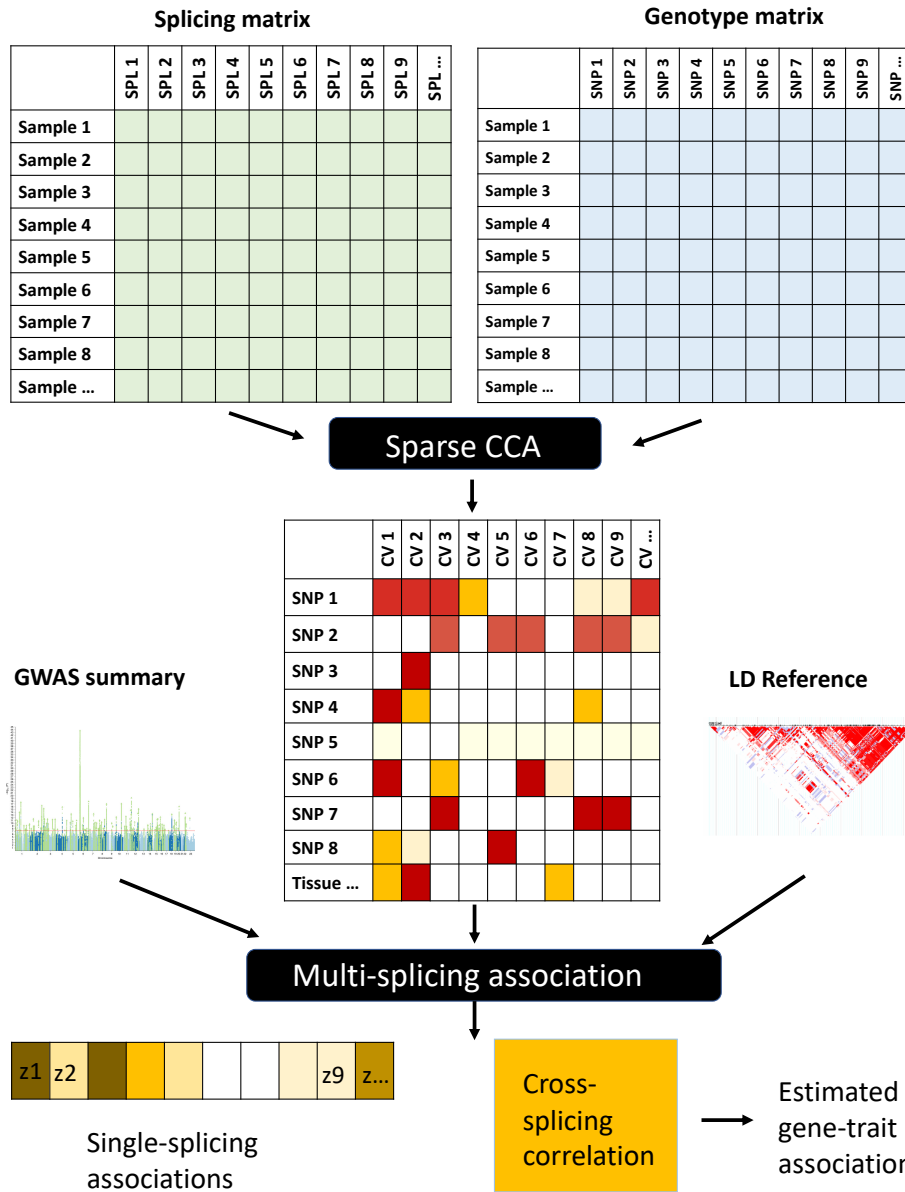 Splicing matrix
Genotype matrix
SPL 1
SPL 2
SPL 3
SPL 4
SPL 5
SPL 6
SPL 7
SPL 8
SPL 9
SPL ...
SNP 1
SNP 2
SNP 3
SNP 4
SNP 5
SNP 6
SNP 7
SNP 8
SNP 9
SNP ...
Sample 1
Sample 2
Sample 3
Sample 4
Sample 5
Sample 6
Sample 7
Sample 8
Sample ...
Sample 1
Sample 2
Sample 3
Sample 4
Sample 5
Sample 6
Sample 7
Sample 8
Sample ...
Sparse CCA
CV 1
CV 2
CV 3
CV 4
CV 5
CV 6
CV 7
CV 8
CV 9
CV ...
SNP 1
SNP 2
SNP 3
SNP 4
SNP 5
SNP 6
SNP 7
SNP 8
Tissue ...
GWAS summary
LD Reference
Multi-splicing association
z1 z2 z9 z...
Single-splicing
associations
Cross-
splicing
correlation
Estimated
gene-trait
association